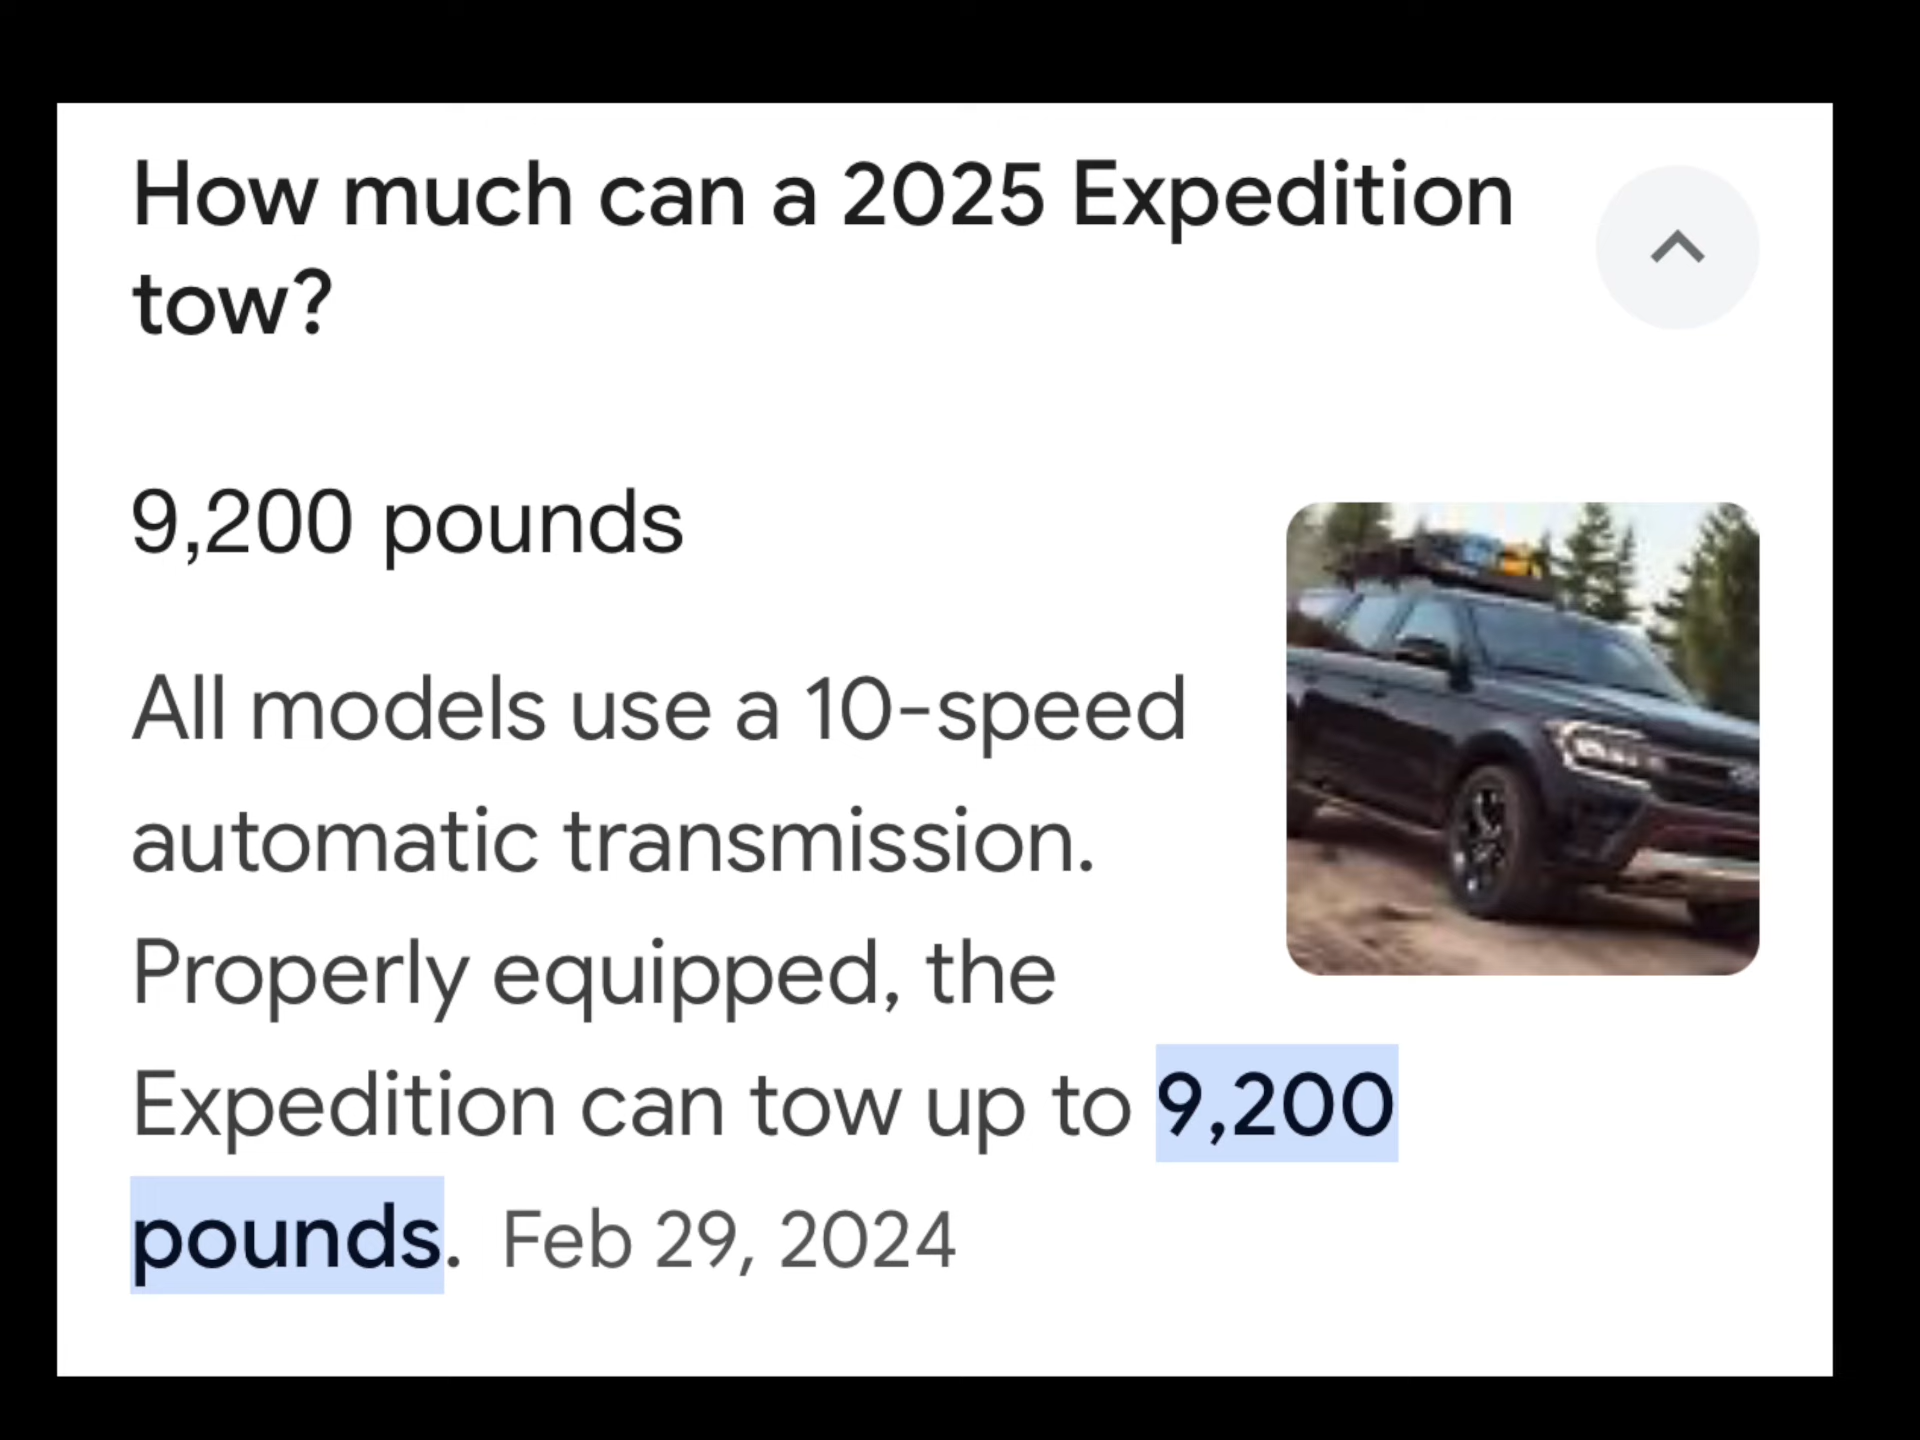 How much can a 2025 Expedition
tow?
9,200 pounds
All models use a 10-speed
automatic transmission.
Properly equipped, the
Expedition can tow up to 9,200
pounds. Feb 29, 2024